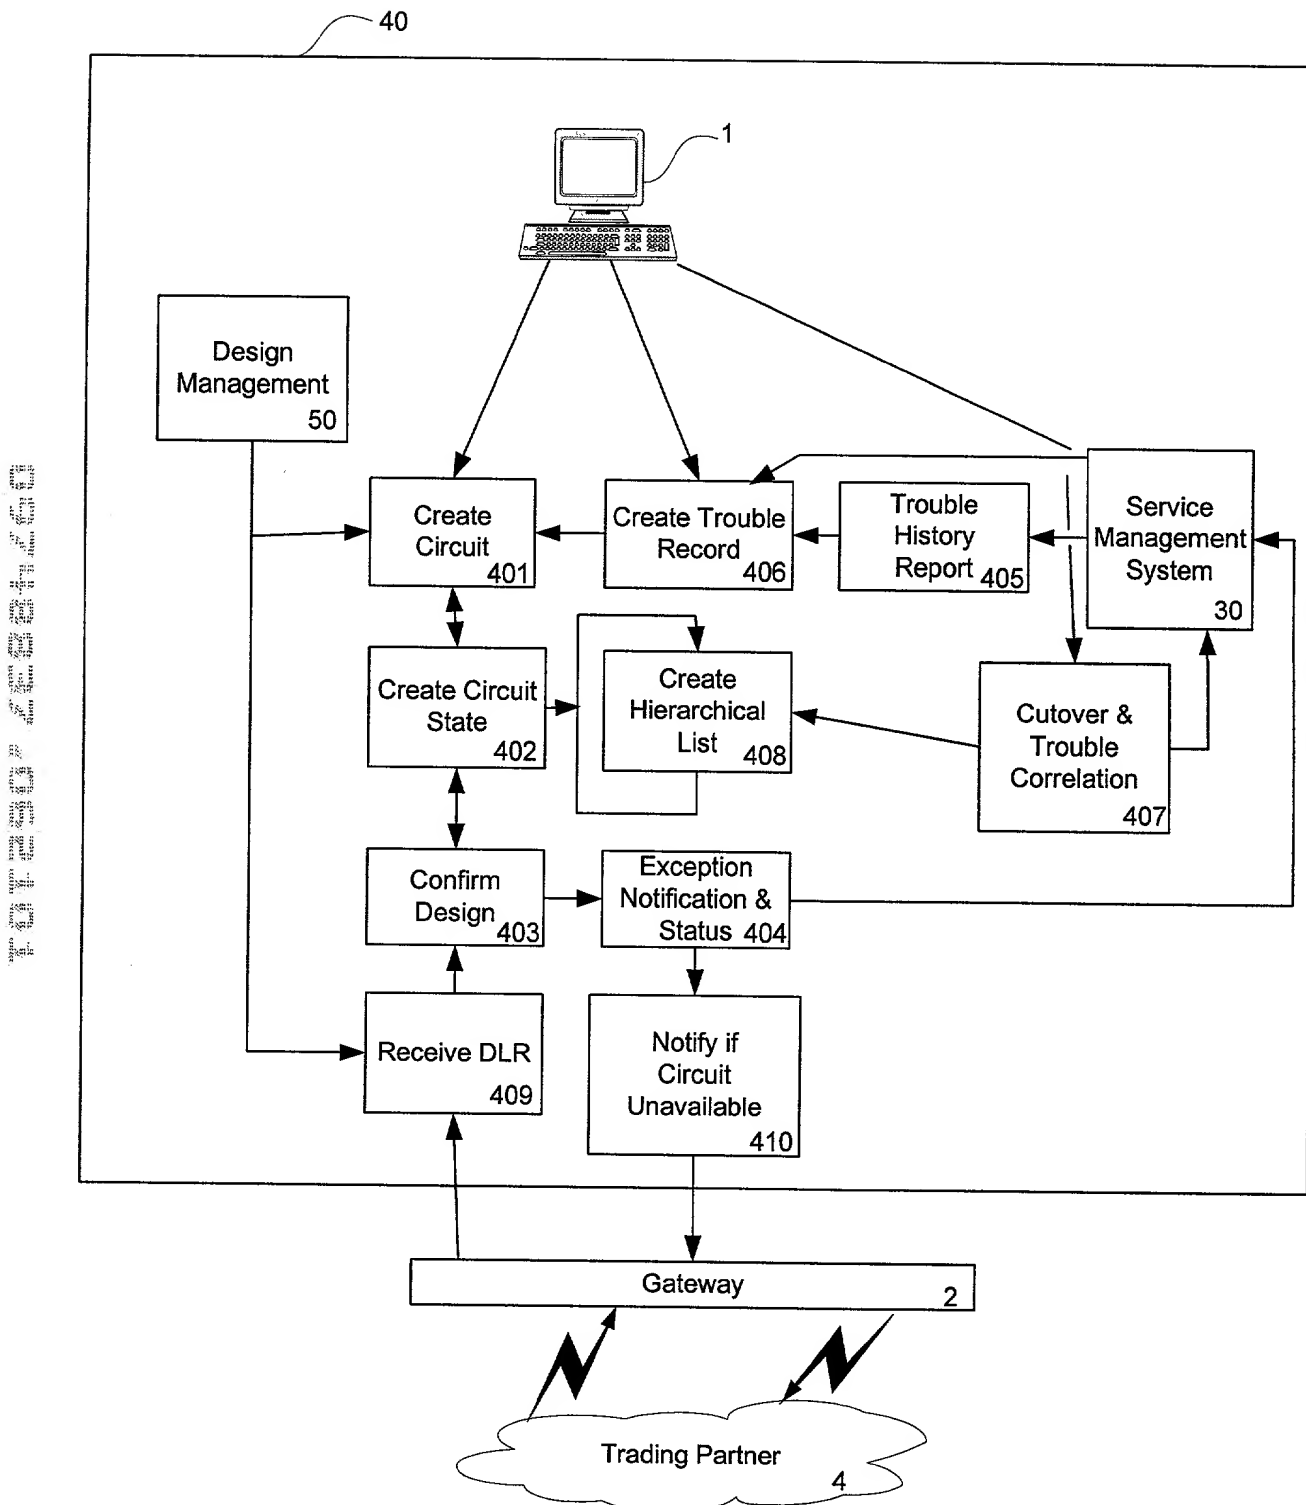 40
1
Design
Management
50
Create
Circuit
401
Create Trouble
Record
406
Trouble
History
Report
405
Service
Management
System
30
Create Circuit
State
402
Create
Hierarchical
List
408
Cutover &
Trouble
Correlation
407
Confirm
Design
403
Exception
Notification &
Status
404
Receive DLR
409
Notify if
Circuit
Unavailable
410
Gateway
2
Trading Partner
4